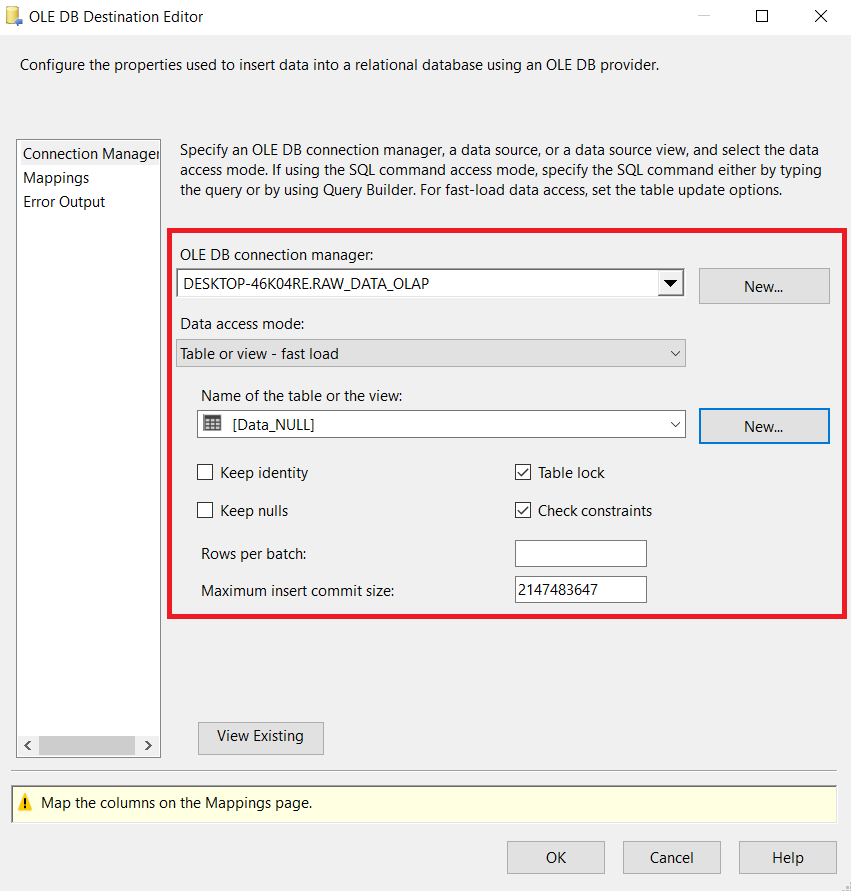 OLE DB Destination Editor
Configure the properties used to insert data into a relational database using an OLE DB provider.
Connection Manager
Mappings
Error Output
Specify an OLE DB connection manager, a data source, or a data source view, and select the data
access mode. If using the SQL command access mode, specify the SQL command either by typing
the query or by using Query Builder. For fast-load data access, set the table update options.
OLE DB connection manager:
DESKTOP-46K04RE.RAW_DATA_OLAP
New...
Data access mode:
Table or view - fast load
Name of the table or the view:
[Data_NULL]
New...
Keep identity
Table lock
Keep nulls
Check constraints
Rows per batch:
Maximum insert commit size:
2147483647
View Existing
Map the columns on the Mappings page.
OK
Cancel
Help